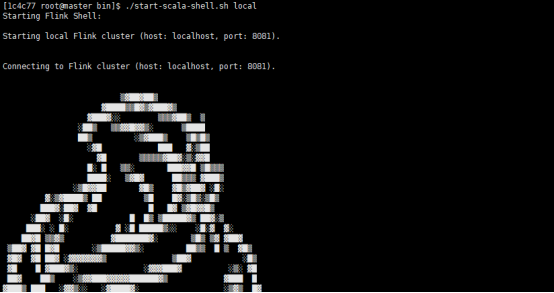 [1c4c77 root@master bin]$ ./start-scala-shell.sh local
Starting Flink Shell:
Starting local Flink cluster (host: localhost, port: 8081).
Connecting to Flink cluster (host: localhost, port: 8081).